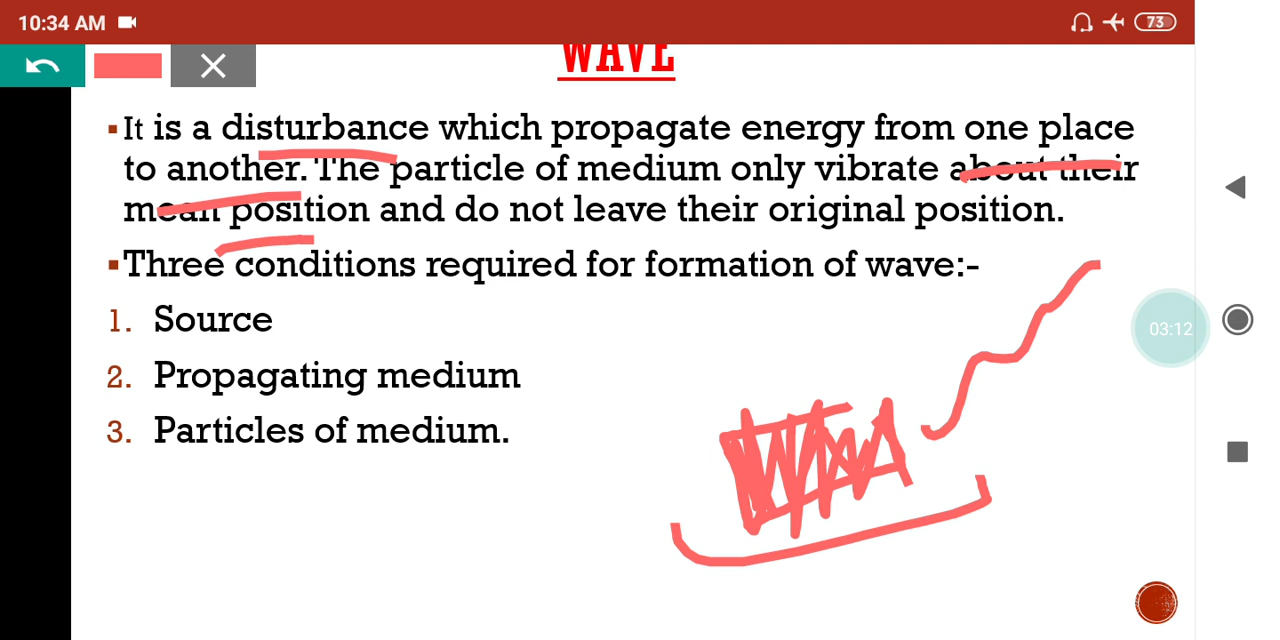 10:34 AM
73
WAVE
▪It is a disturbance which propagate energy from one place
to another. The particle of medium only vibrate about their
mean position and do not leave their original position.
▪Three conditions required for formation of wave:-
1. Source
2. Propagating medium
3. Particles of medium.
03:12